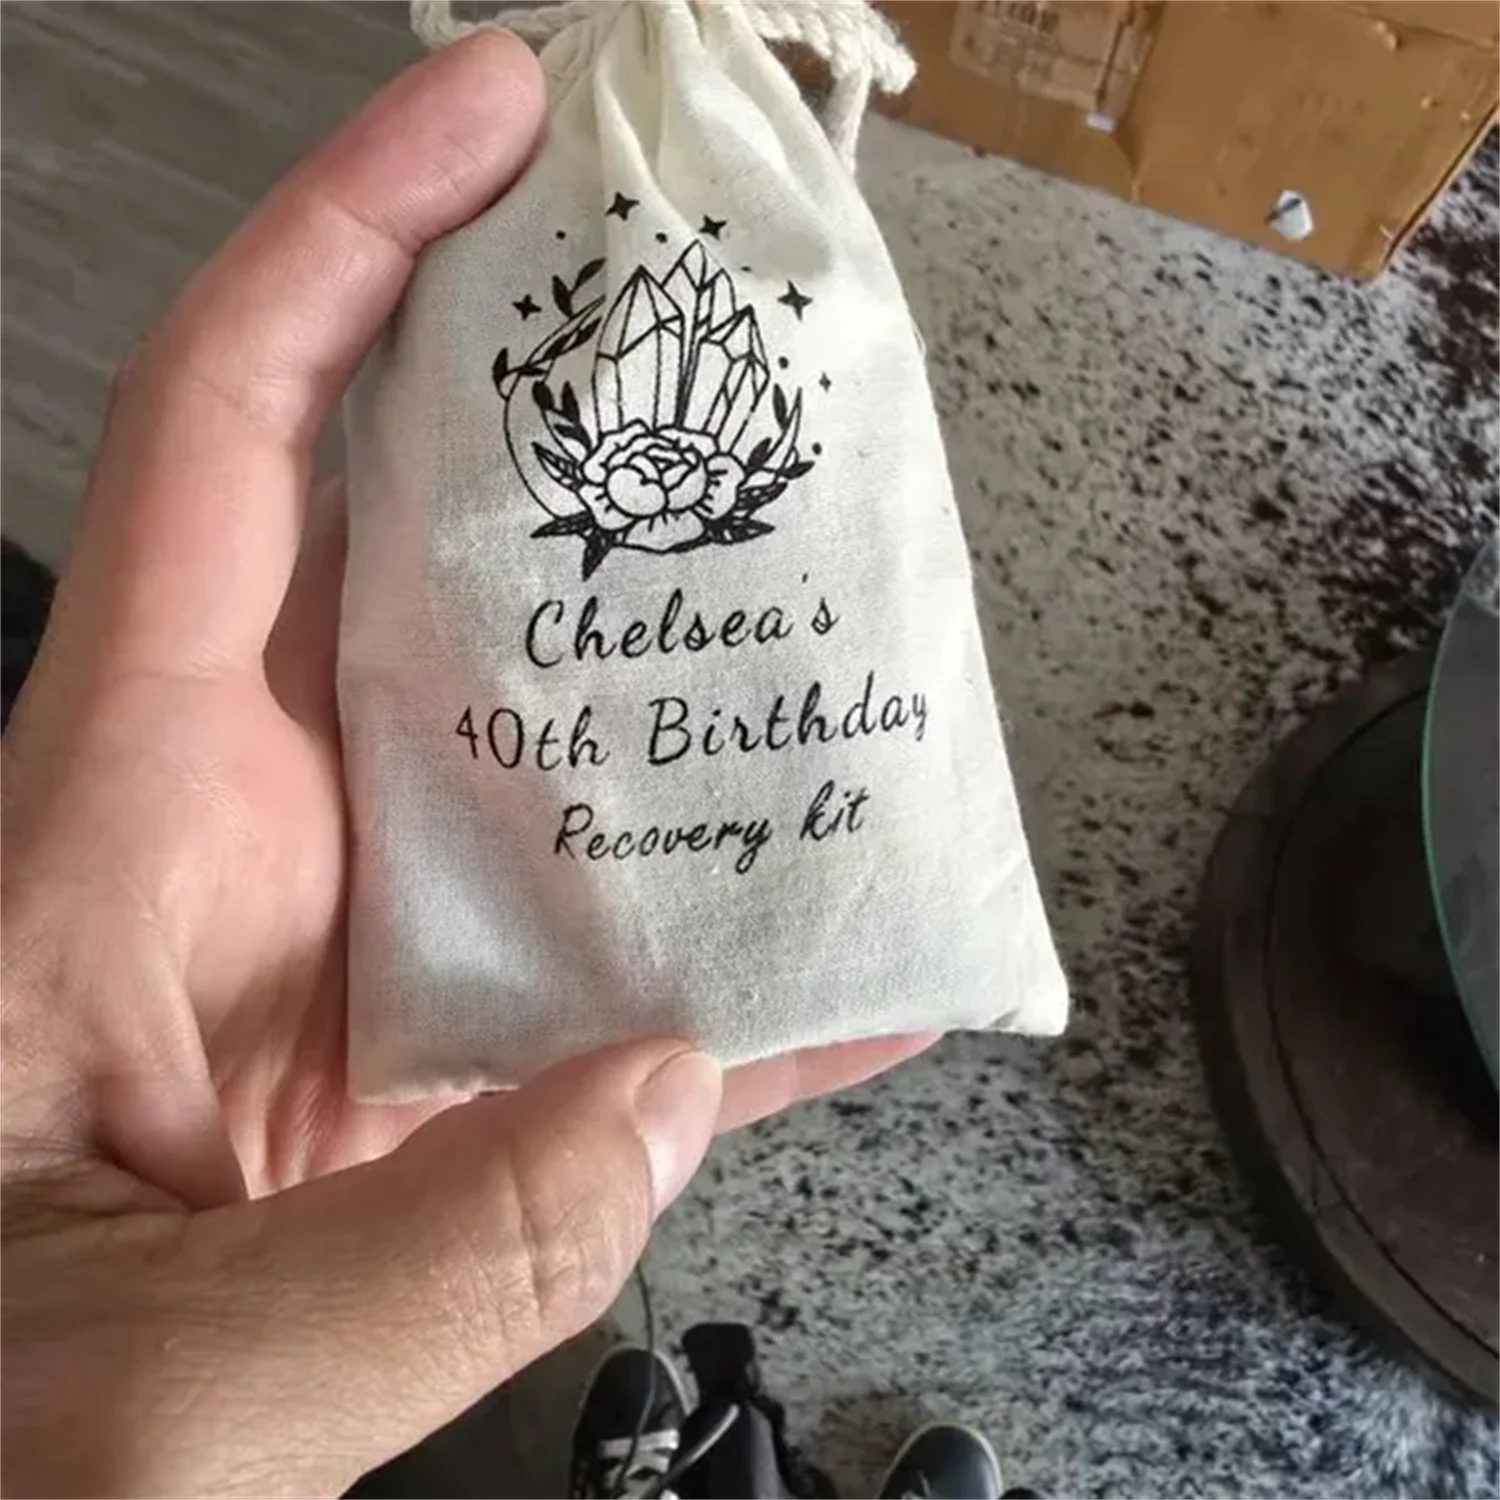 Chelsea's
40th Birthday
Recovery kit